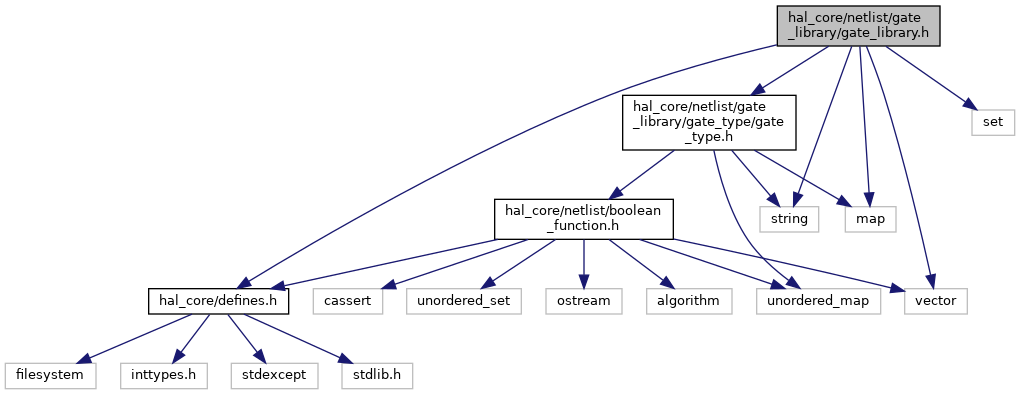 hal_core/netlist/gate
_library/gate_library.h
hal_core/netlist/gate
_library/gate_type/gate
_type.h
set
hal_core/netlist/boolean
_function.h
string
map
hal_core/defines.h
cassert
unordered_set
ostream
algorithm
unordered_map
vector
filesystem
inttypes.h
stdexcept
stdlib.h